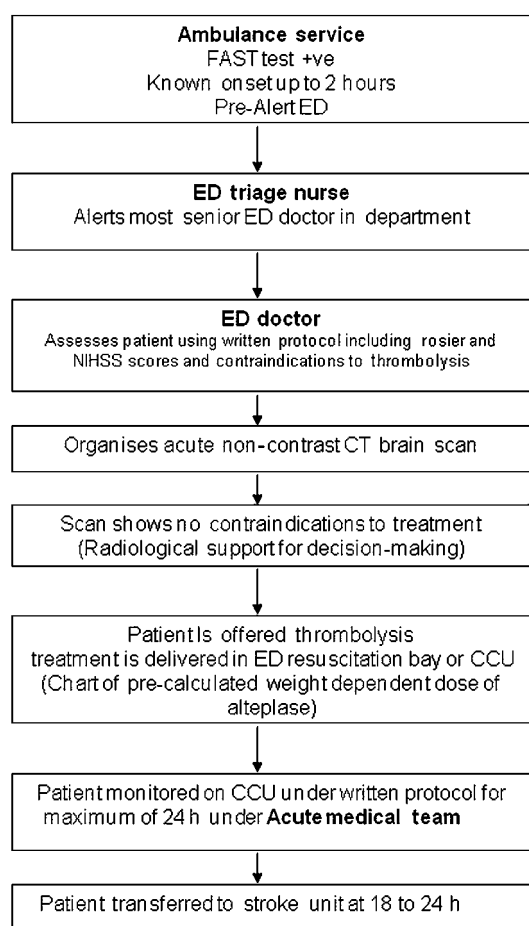 Ambulance service
FAST test +ve
Known onset up to 2 hours
Pre-Alert ED
ED triage nurse
Alerts most senior ED doctor in department
ED doctor
Assesses patient using written protocol including rosier and
NIHSS scores and contraindications to thrombolysis
Organises acute non-contrast CT brain scan
Scan shows no contraindications to treatment
(Radiological support for decision-making)
Patient Is offered thrombolysis
treatment is delivered in ED resuscitation bay or CCU
(Chart of pre-calculated weight dependent dose of
alteplase)
Patient monitored on CCU under written protocol for
maximum of 24 h under Acute medical team
Patient transferred to stroke unit at 18 to 24 h